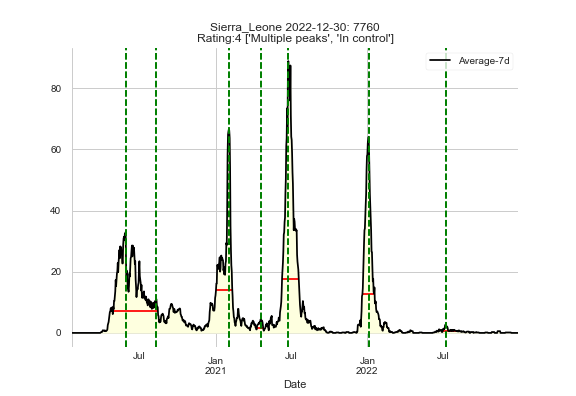 Sierra_Leone 2022-12-30: 7760
Rating:4 ['Multiple peaks', 'In control']
Average-7d
80
60
40
20
0
Jul
Jan
2021
Jul
Jan
2022
Jul
Date